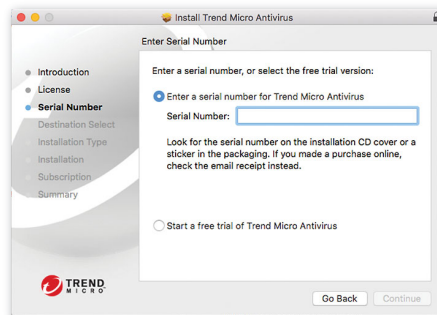 Install Trend Micro Antivirus
Enter Serial Number
Introduction
License
Serial Number
Destination Select
Installation Type
Installation
Subscription
Summary
Enter a serial number, or select the free trial version:
Enter a serial number for Trend Micro Antivirus
Serial Number:
Look for the serial number on the installation CD cover or a
sticker in the packaging. If you made a purchase online,
check the email receipt instead.
Start a free trial of Trend Micro Antivirus
TREND
MICRO
Go Back
Continue